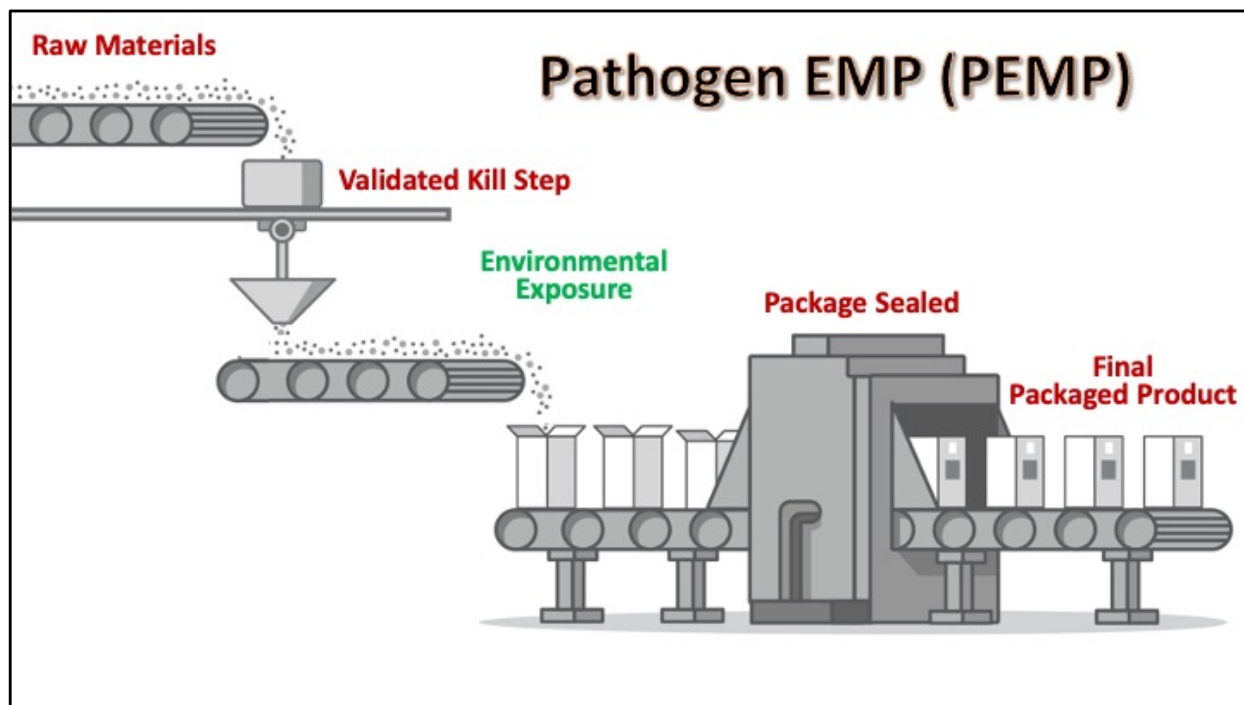 Raw Materials
Pathogen EMP (PEMP)
Validated Kill Step
Environmental
Exposure
Package Sealed
Final
Packaged Product